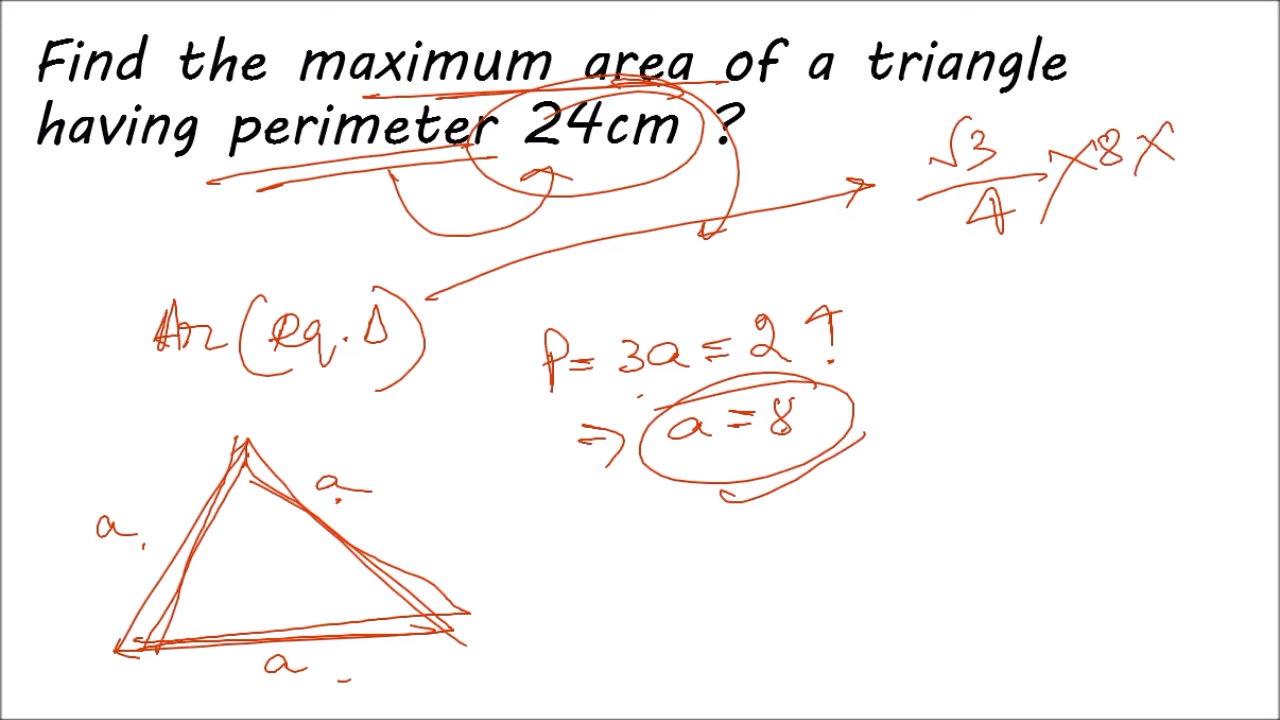 Find the maximum area of a triangle
having perimeter 24cm ?
√3/4 ×8×
Ar (eq. Δ)
P = 3a = 24
⇒ a = 8
a
a
a